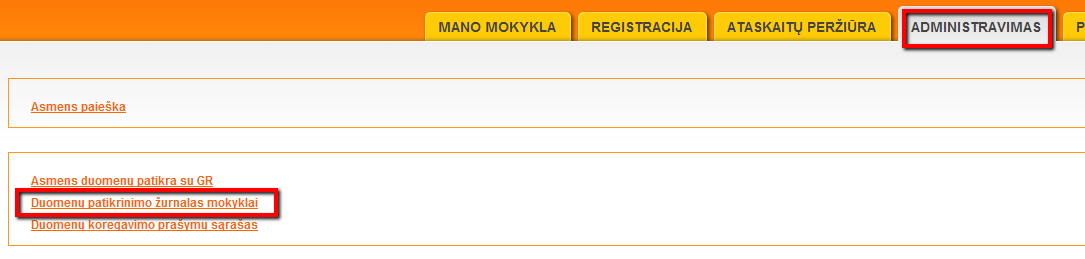 MANO MOKYKLA REGISTRACIJA ATASKAITŲ PERŽIŪRA ADMINISTRAVIMAS P
Asmens paieška
Asmens duomenų patikra su GR
Duomenų patikrinimo žurnalas mokyklai
Duomenų koregavimo prašymų sąrašas